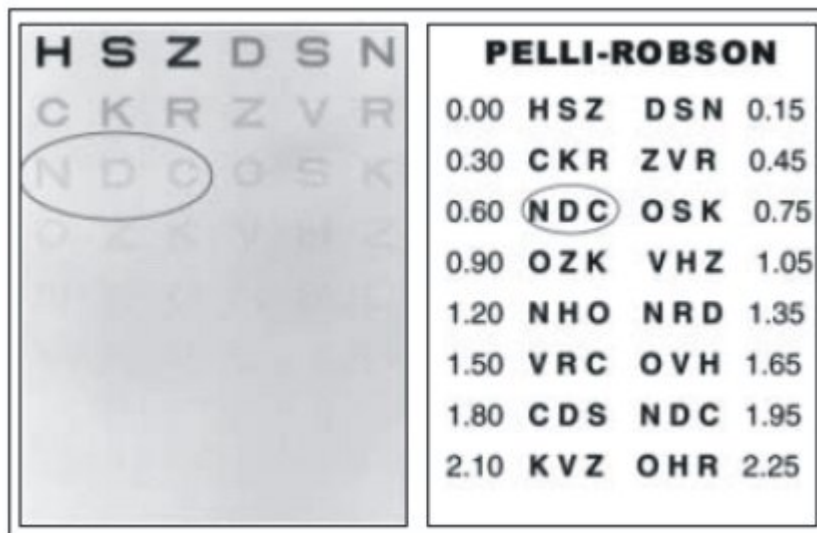 H S Z D S N
C K R Z V R
N D C O S K
O Z K V H Z
PELLI-ROBSON
0.00 HSZ DSN 0.15
0.30 CKR ZVR 0.45
0.60 NDC OSK 0.75
0.90 OZK VHZ 1.05
1.20 NHO NRD 1.35
1.50 VRC OVH 1.65
1.80 CDS NDC 1.95
2.10 KVZ OHR 2.25